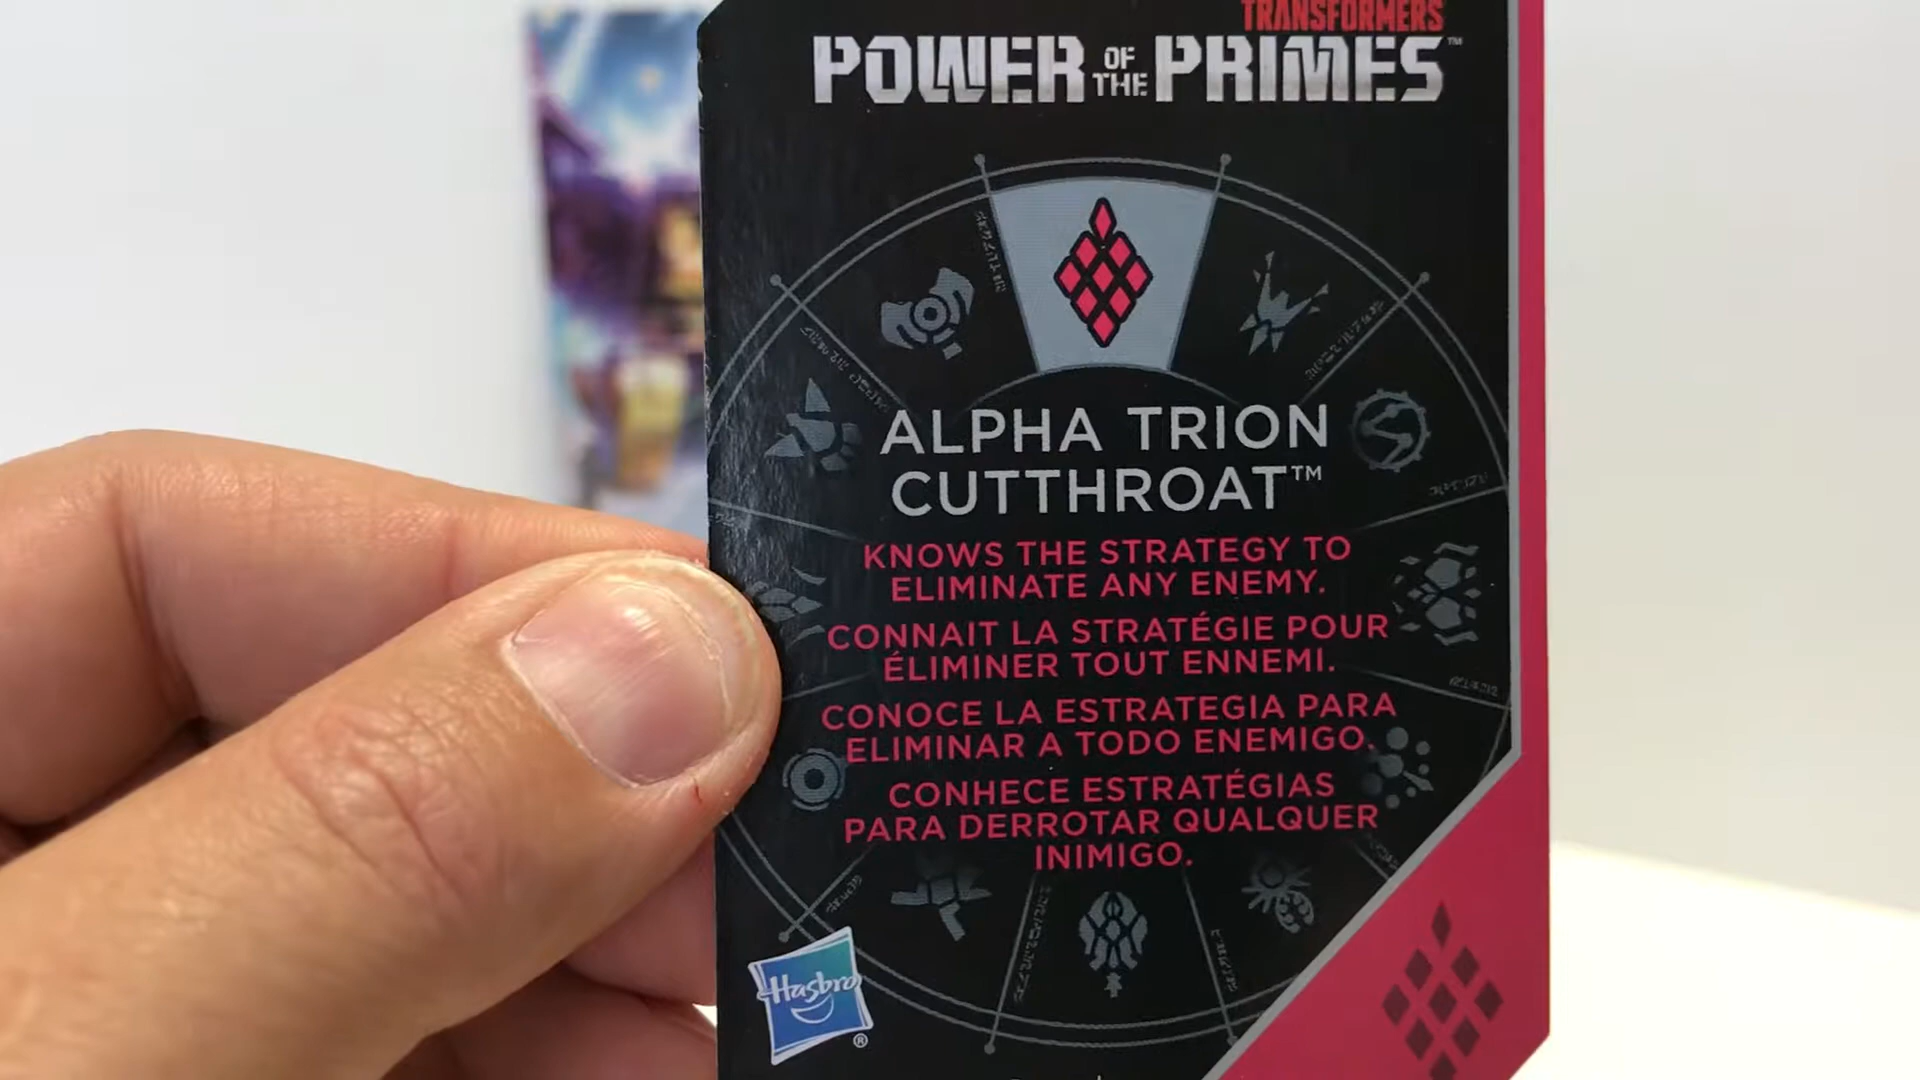 TRANSFORMERS
POWER OF THE PRIMES™
ALPHA TRION
CUTTHROAT™
KNOWS THE STRATEGY TO
ELIMINATE ANY ENEMY.
CONNAIT LA STRATÉGIE POUR
ÉLIMINER TOUT ENNEMI.
CONOCE LA ESTRATEGIA PARA
ELIMINAR A TODO ENEMIGO.
CONHECE ESTRATÉGIAS
PARA DERROTAR QUALQUER
INIMIGO.
Hasbro
®